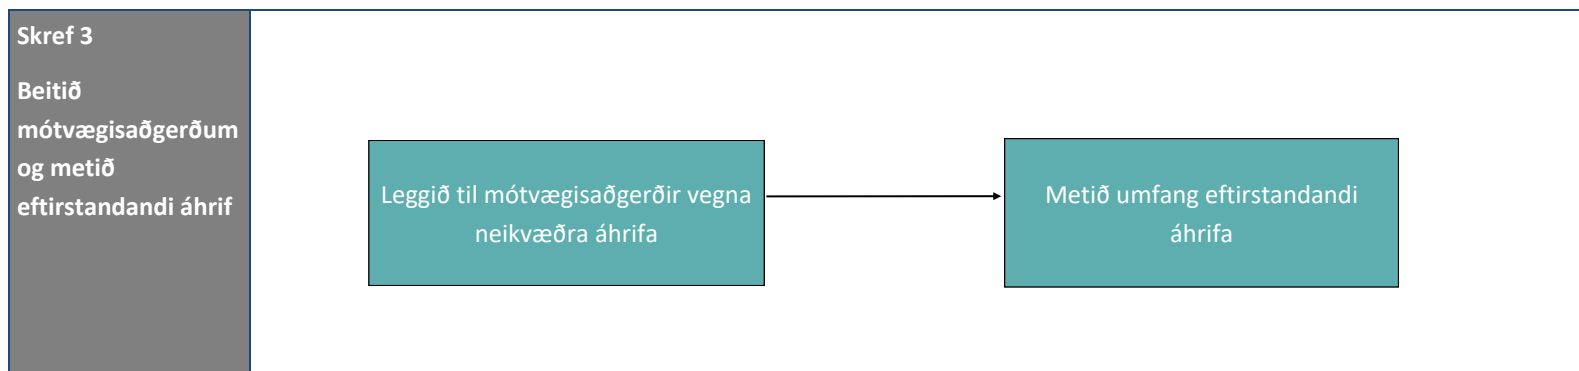 Skref 3
Beitið
mótvægisaðgerðum
og metið
eftirstandandi áhrif
Leggið til mótvægisaðgerðir vegna
neikvæðra áhrifa
Metið umfang eftirstandandi
áhrifa